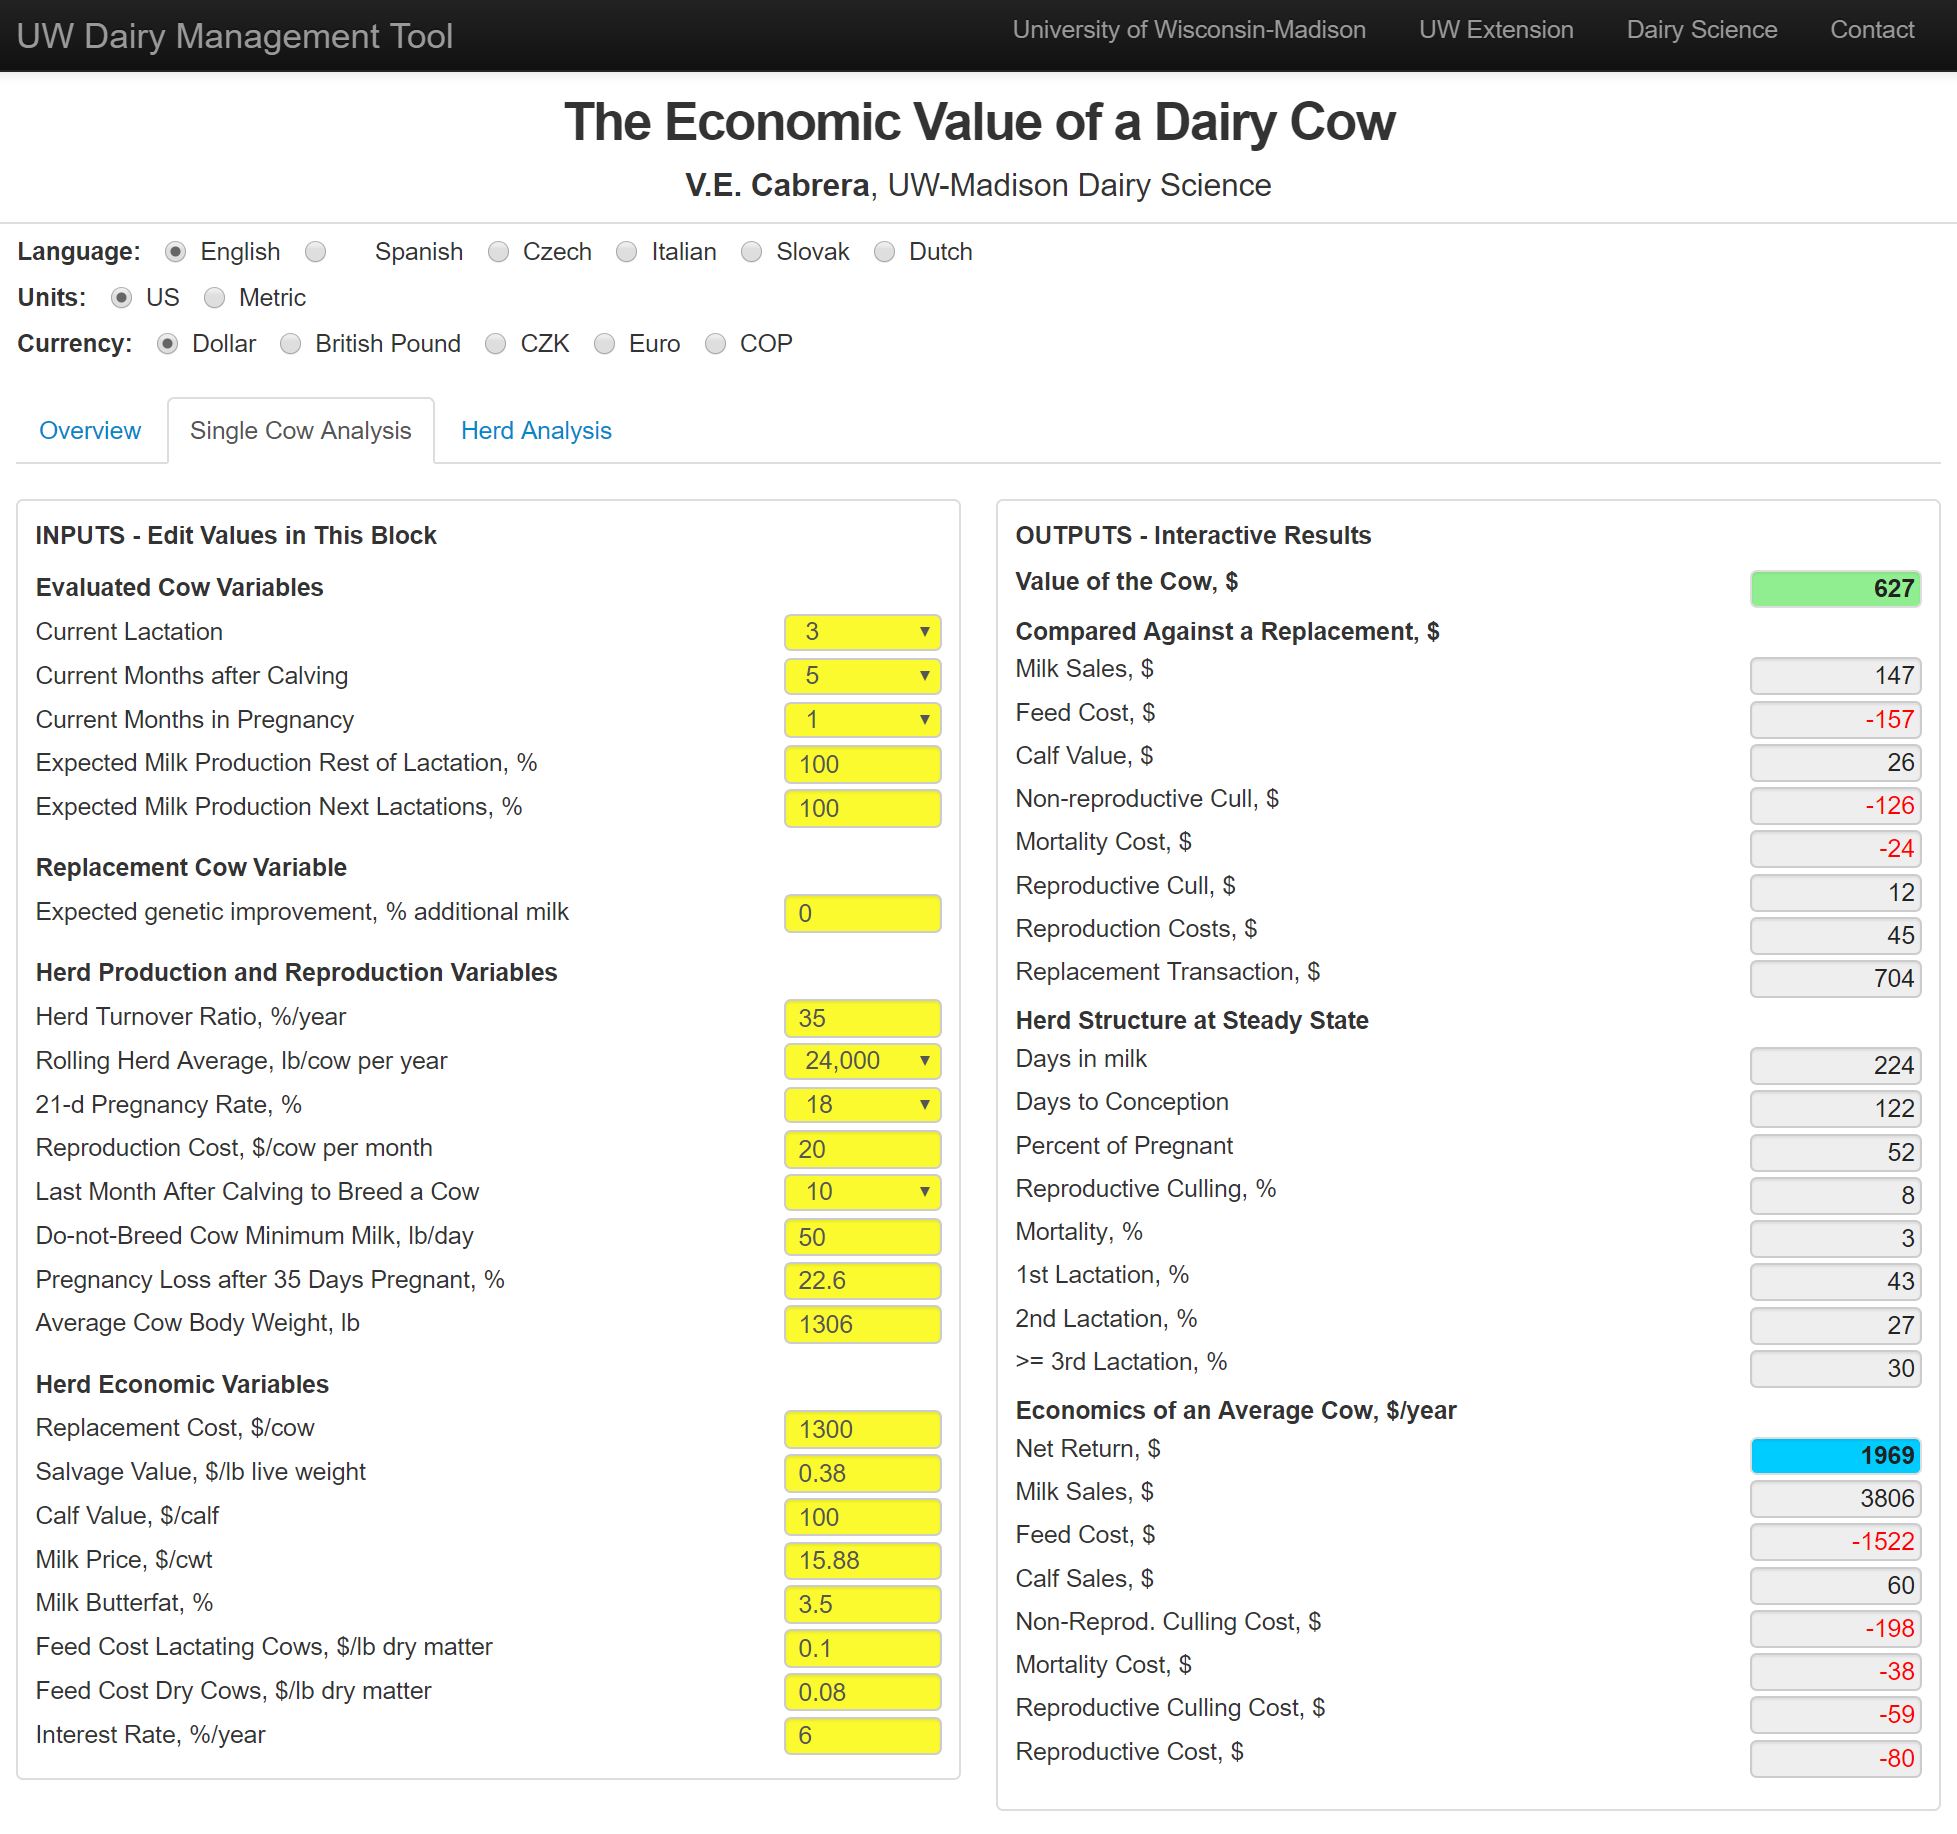 UW Dairy Management Tool University of Wisconsin-Madison UW Extension Dairy Science Contact
The Economic Value of a Dairy Cow
V.E. Cabrera, UW-Madison Dairy Science
Language: English Spanish Czech Italian Slovak Dutch
Units: US Metric
Currency: Dollar British Pound CZK Euro COP
Overview Single Cow Analysis Herd Analysis
INPUTS - Edit Values in This Block
Evaluated Cow Variables
Current Lactation 3
Current Months after Calving 5
Current Months in Pregnancy 1
Expected Milk Production Rest of Lactation, % 100
Expected Milk Production Next Lactations, % 100
Replacement Cow Variable
Expected genetic improvement, % additional milk 0
Herd Production and Reproduction Variables
Herd Turnover Ratio, %/year 35
Rolling Herd Average, lb/cow per year 24,000
21-d Pregnancy Rate, % 18
Reproduction Cost, $/cow per month 20
Last Month After Calving to Breed a Cow 10
Do-not-Breed Cow Minimum Milk, lb/day 50
Pregnancy Loss after 35 Days Pregnant, % 22.6
Average Cow Body Weight, lb 1306
Herd Economic Variables
Replacement Cost, $/cow 1300
Salvage Value, $/lb live weight 0.38
Calf Value, $/calf 100
Milk Price, $/cwt 15.88
Milk Butterfat, % 3.5
Feed Cost Lactating Cows, $/lb dry matter 0.1
Feed Cost Dry Cows, $/lb dry matter 0.08
Interest Rate, %/year 6
OUTPUTS - Interactive Results
Value of the Cow, $ 627
Compared Against a Replacement, $
Milk Sales, $ 147
Feed Cost, $ -157
Calf Value, $ 26
Non-reproductive Cull, $ -126
Mortality Cost, $ -24
Reproductive Cull, $ 12
Reproduction Costs, $ 45
Replacement Transaction, $ 704
Herd Structure at Steady State
Days in milk 224
Days to Conception 122
Percent of Pregnant 52
Reproductive Culling, % 8
Mortality, % 3
1st Lactation, % 43
2nd Lactation, % 27
>= 3rd Lactation, % 30
Economics of an Average Cow, $/year
Net Return, $ 1969
Milk Sales, $ 3806
Feed Cost, $ -1522
Calf Sales, $ 60
Non-Reprod. Culling Cost, $ -198
Mortality Cost, $ -38
Reproductive Culling Cost, $ -59
Reproductive Cost, $ -80